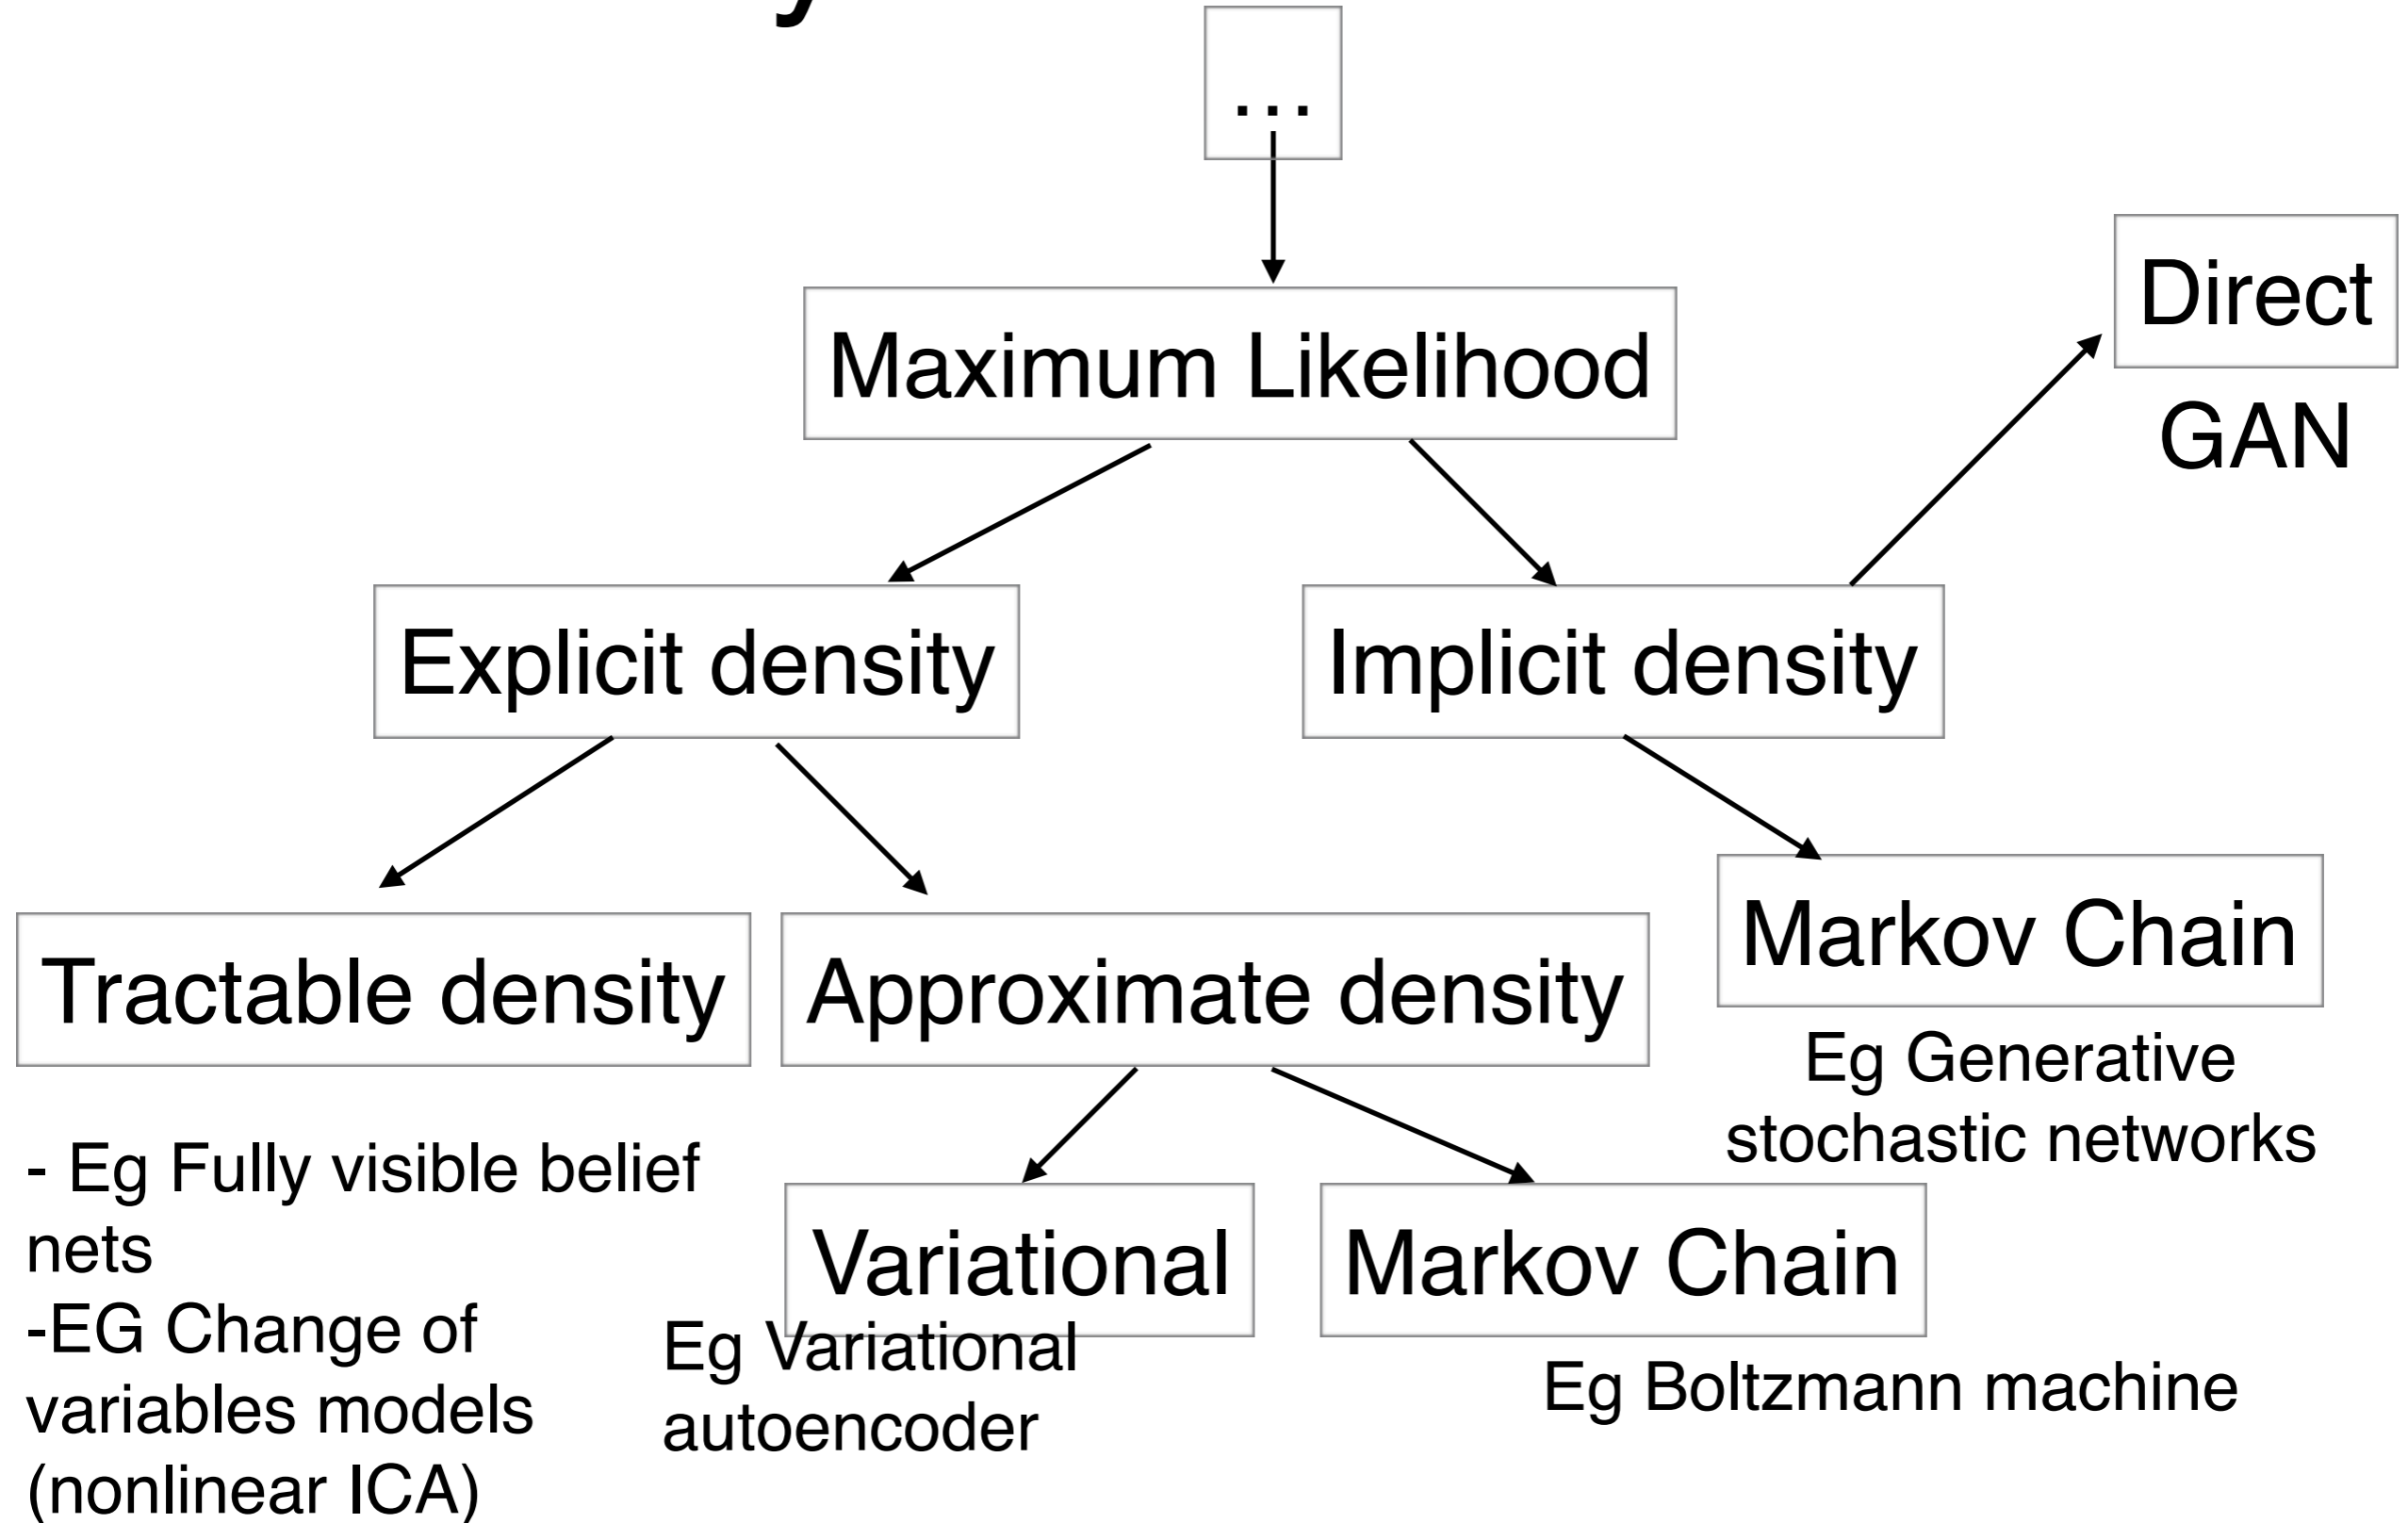 ...
Maximum Likelihood
Direct
GAN
Explicit density
Implicit density
Tractable density
Approximate density
Markov Chain
Eg Generative
stochastic networks
- Eg Fully visible belief
nets
-EG Change of
variables models
(nonlinear ICA)
Variational
Eg Variational
autoencoder
Markov Chain
Eg Boltzmann machine